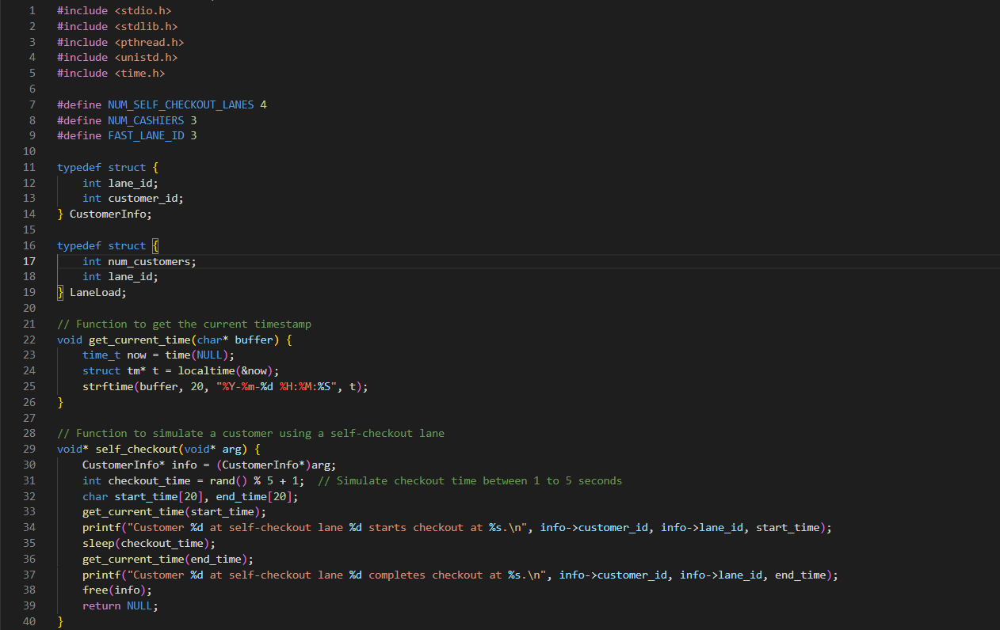 1 #include <stdio.h>
2 #include <stdlib.h>
3 #include <pthread.h>
4 #include <unistd.h>
5 #include <time.h>
6
7 #define NUM_SELF_CHECKOUT_LANES 4
8 #define NUM_CASHIERS 3
9 #define FAST_LANE_ID 3
10
11 typedef struct {
12     int lane_id;
13     int customer_id;
14 } CustomerInfo;
15
16 typedef struct {
17     int num_customers;
18     int lane_id;
19 } LaneLoad;
20
21 // Function to get the current timestamp
22 void get_current_time(char* buffer) {
23     time_t now = time(NULL);
24     struct tm* t = localtime(&now);
25     strftime(buffer, 20, "%Y-%m-%d %H:%M:%S", t);
26 }
27
28 // Function to simulate a customer using a self-checkout lane
29 void* self_checkout(void* arg) {
30     CustomerInfo* info = (CustomerInfo*)arg;
31     int checkout_time = rand() % 5 + 1;  // Simulate checkout time between 1 to 5 seconds
32     char start_time[20], end_time[20];
33     get_current_time(start_time);
34     printf("Customer %d at self-checkout lane %d starts checkout at %s.\n", info->customer_id, info->lane_id, start_time);
35     sleep(checkout_time);
36     get_current_time(end_time);
37     printf("Customer %d at self-checkout lane %d completes checkout at %s.\n", info->customer_id, info->lane_id, end_time);
38     free(info);
39     return NULL;
40 }